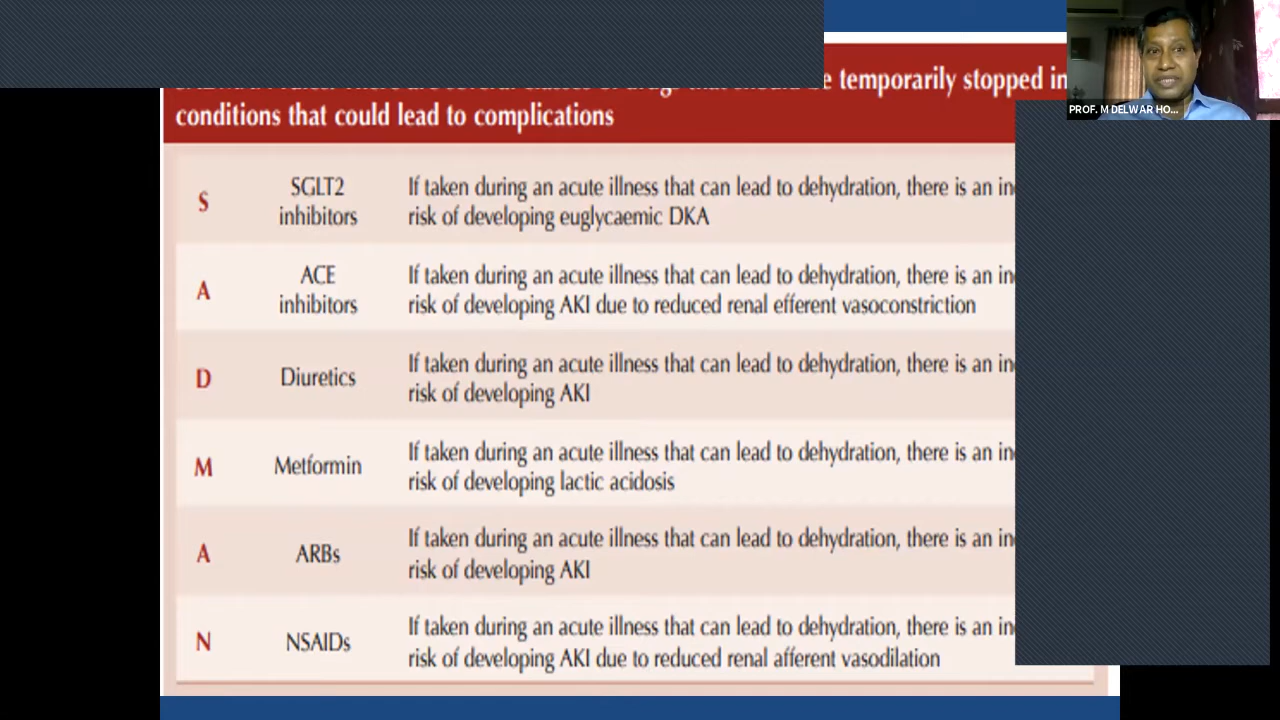 be temporarily stopped in
conditions that could lead to complications
PROF. M DELWAR HO...
S SGLT2 inhibitors If taken during an acute illness that can lead to dehydration, there is an
risk of developing euglycaemic DKA
A ACE inhibitors If taken during an acute illness that can lead to dehydration, there is an
risk of developing AKI due to reduced renal efferent vasoconstriction
D Diuretics If taken during an acute illness that can lead to dehydration, there is an
risk of developing AKI
M Metformin If taken during an acute illness that can lead to dehydration, there is an
risk of developing lactic acidosis
A ARBs If taken during an acute illness that can lead to dehydration, there is an
risk of developing AKI
N NSAIDs If taken during an acute illness that can lead to dehydration, there is an
risk of developing AKI due to reduced renal afferent vasodilation